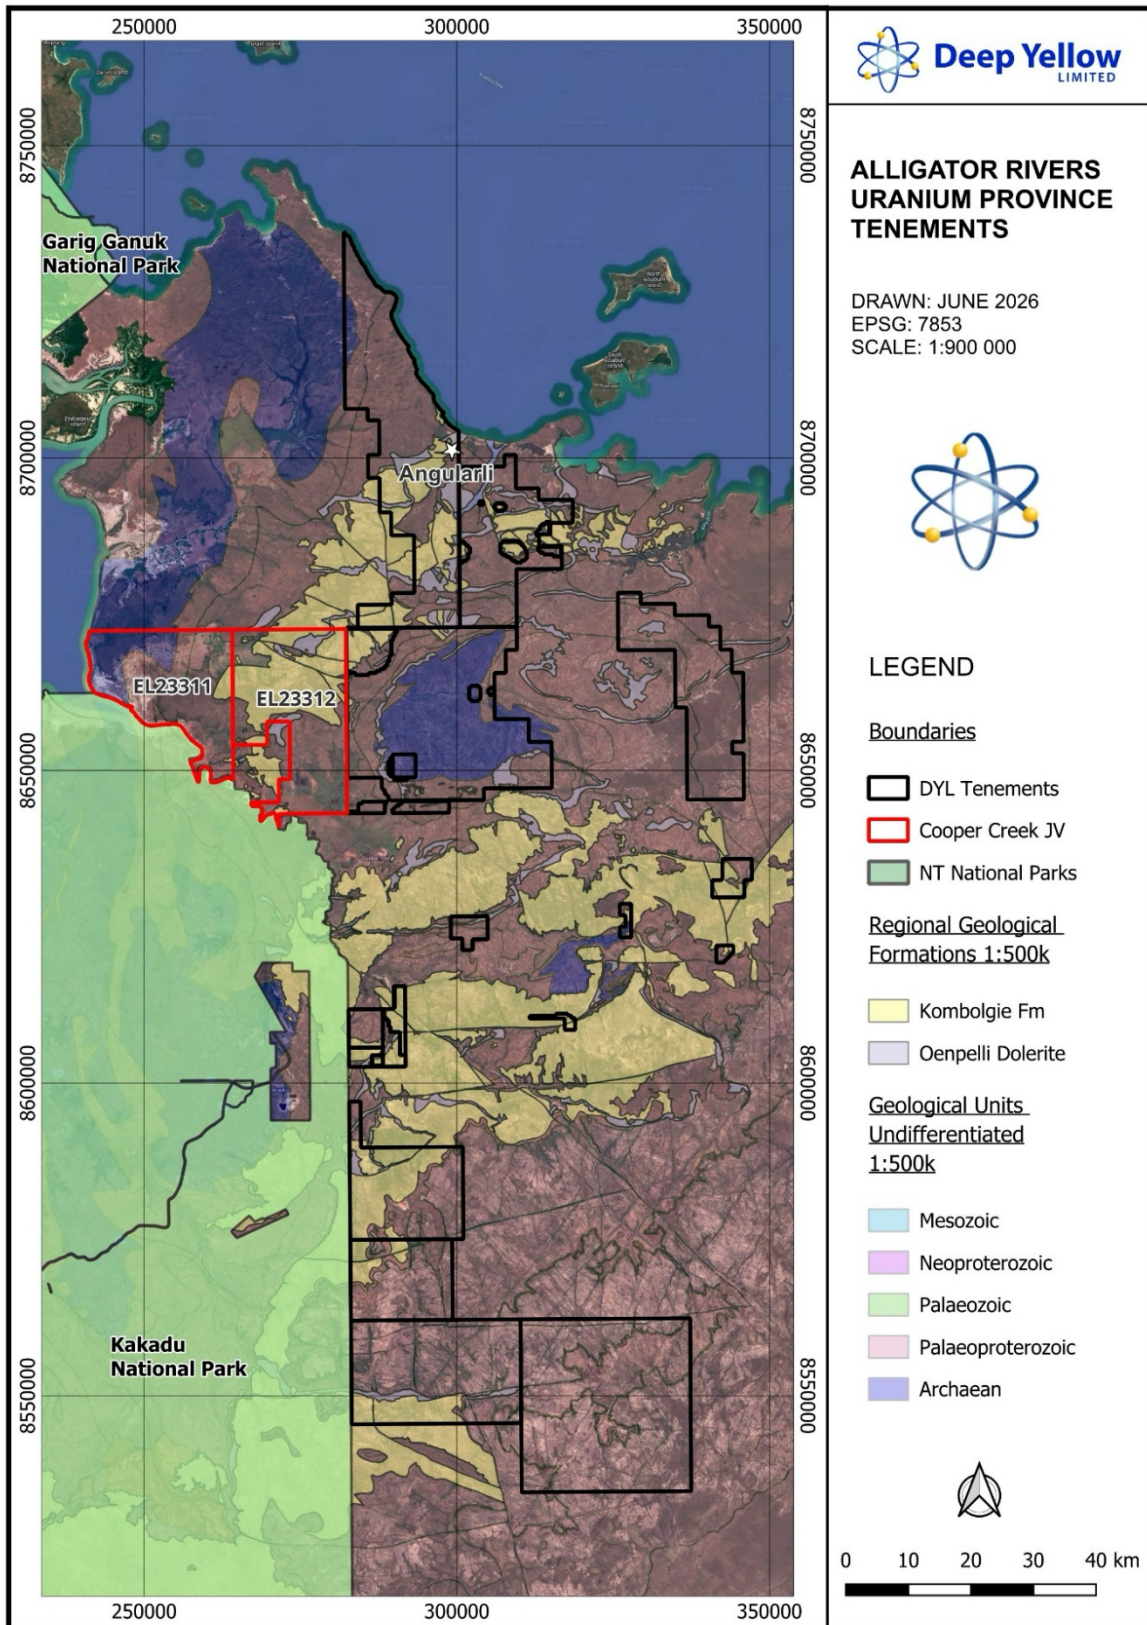 250000
300000
350000
8750000
8700000
8650000
8600000
8550000
8750000
8700000
8650000
8600000
8550000
Garig Ganuk
National Park
Angularli
EL23311
EL23312
Kakadu
National Park
250000
300000
350000
Deep Yellow
LIMITED
ALLIGATOR RIVERS
URANIUM PROVINCE
TENEMENTS
DRAWN: JUNE 2026
EPSG: 7853
SCALE: 1:900 000
LEGEND
Boundaries
DYL Tenements
Cooper Creek JV
NT National Parks
Regional Geological
Formations 1:500k
Kombolgie Fm
Oenpelli Dolerite
Geological Units
Undifferentiated
1:500k
Mesozoic
Neoproterozoic
Palaeozoic
Palaeoproterozoic
Archaean
0 10 20 30 40 km